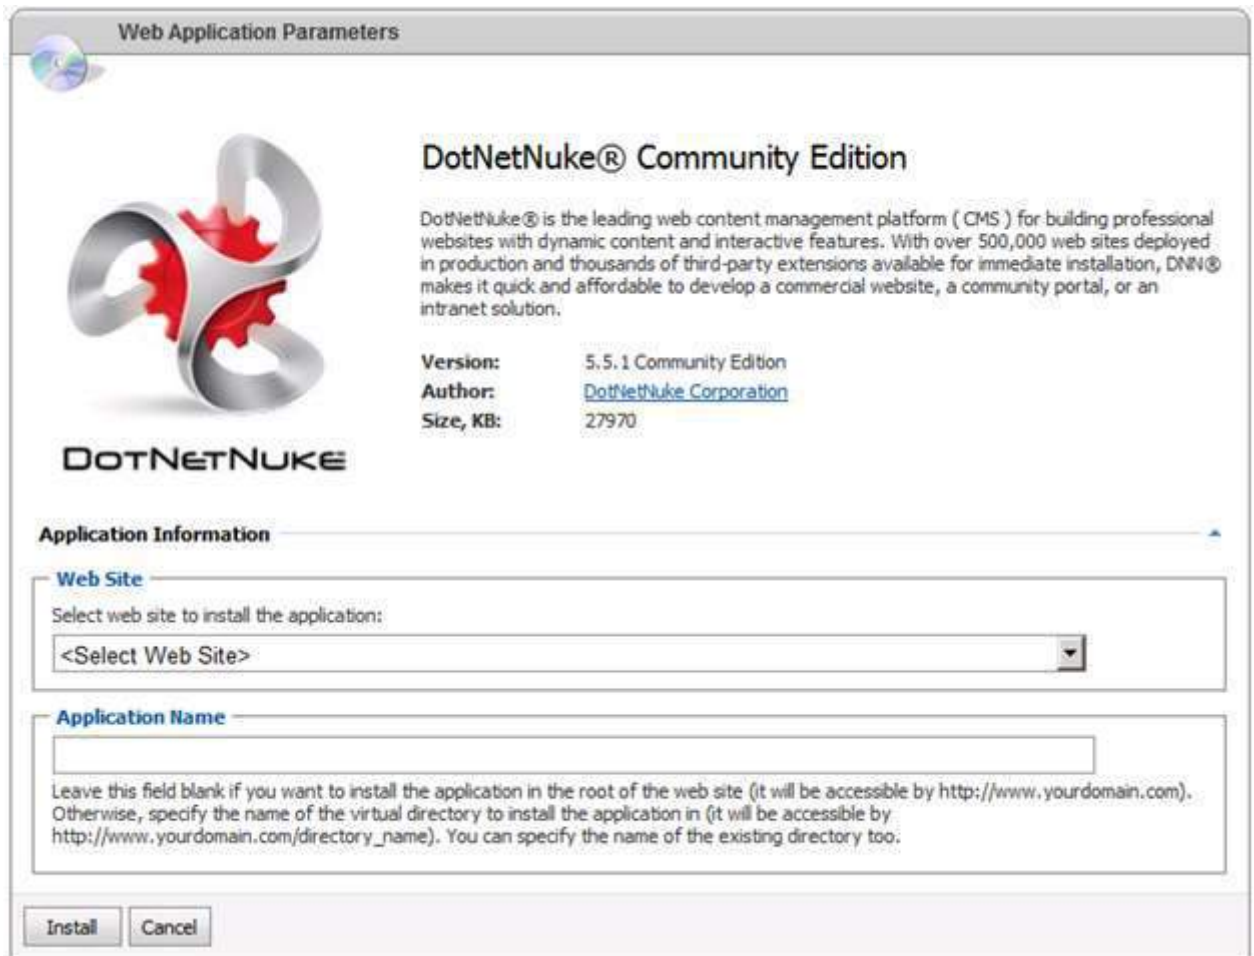 Web Application Parameters
DotNetNuke® Community Edition
DotNetNuke® is the leading web content management platform ( CMS ) for building professional
websites with dynamic content and interactive features. With over 500,000 web sites deployed
in production and thousands of third-party extensions available for immediate installation, DNN®
makes it quick and affordable to develop a commercial website, a community portal, or an
intranet solution.
Version: 5.5.1 Community Edition
Author: DotNetNuke Corporation
Size, KB: 27970
DOTNETNUKE
Application Information
Web Site
Select web site to install the application:
<Select Web Site>
Application Name
Leave this field blank if you want to install the application in the root of the web site (it will be accessible by http://www.yourdomain.com).
Otherwise, specify the name of the virtual directory to install the application in (it will be accessible by
http://www.yourdomain.com/directory_name). You can specify the name of the existing directory too.
Install Cancel